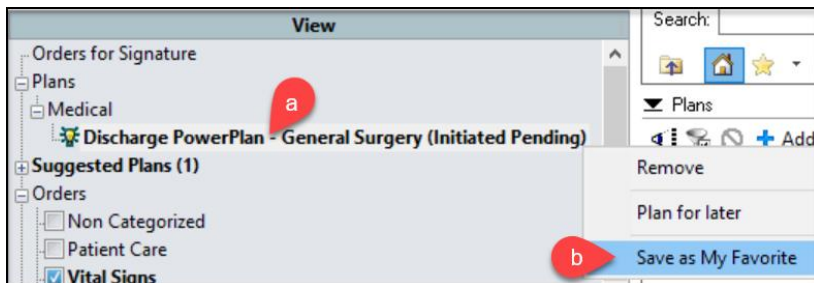 View
Orders for Signature
Plans
Medical
a
Discharge PowerPlan - General Surgery (Initiated Pending)
Suggested Plans (1)
Orders
Non Categorized
Patient Care
Vital Signs
Search:
Plans
Add
Remove
Plan for later
b
Save as My Favorite